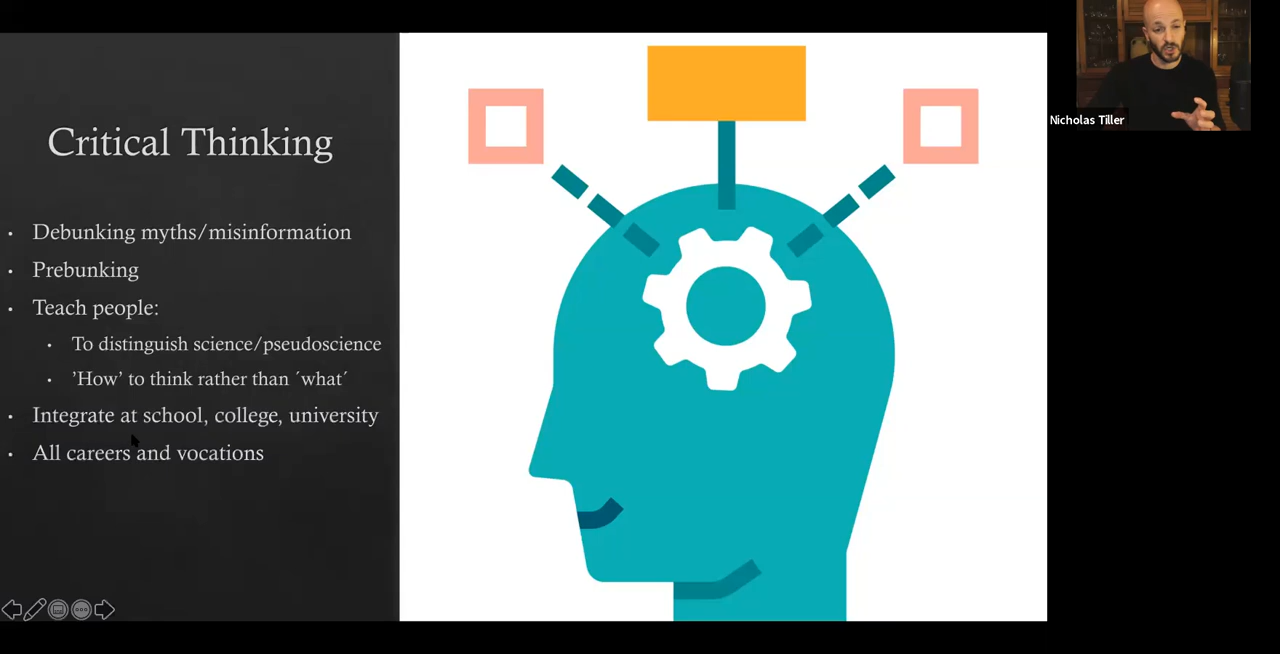 Critical Thinking
Debunking myths/misinformation
Prebunking
Teach people:
To distinguish science/pseudoscience
’How’ to think rather than ´what´
Integrate at school, college, university
All careers and vocations
Nicholas Tiller